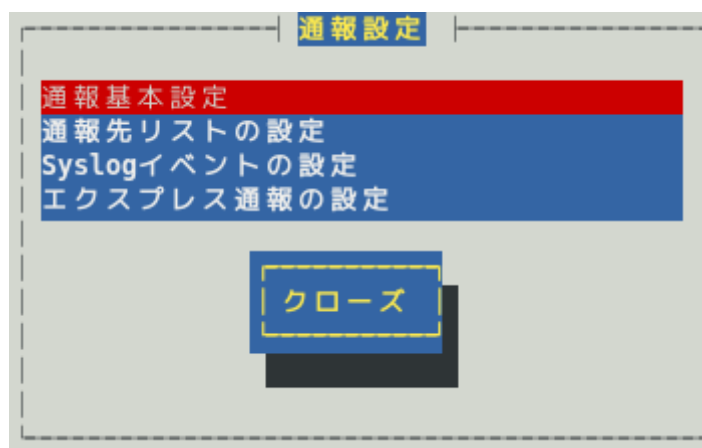 通報設定
通報基本設定
通報先リストの設定
Syslogイベントの設定
エクスプレス通報の設定
クローズ